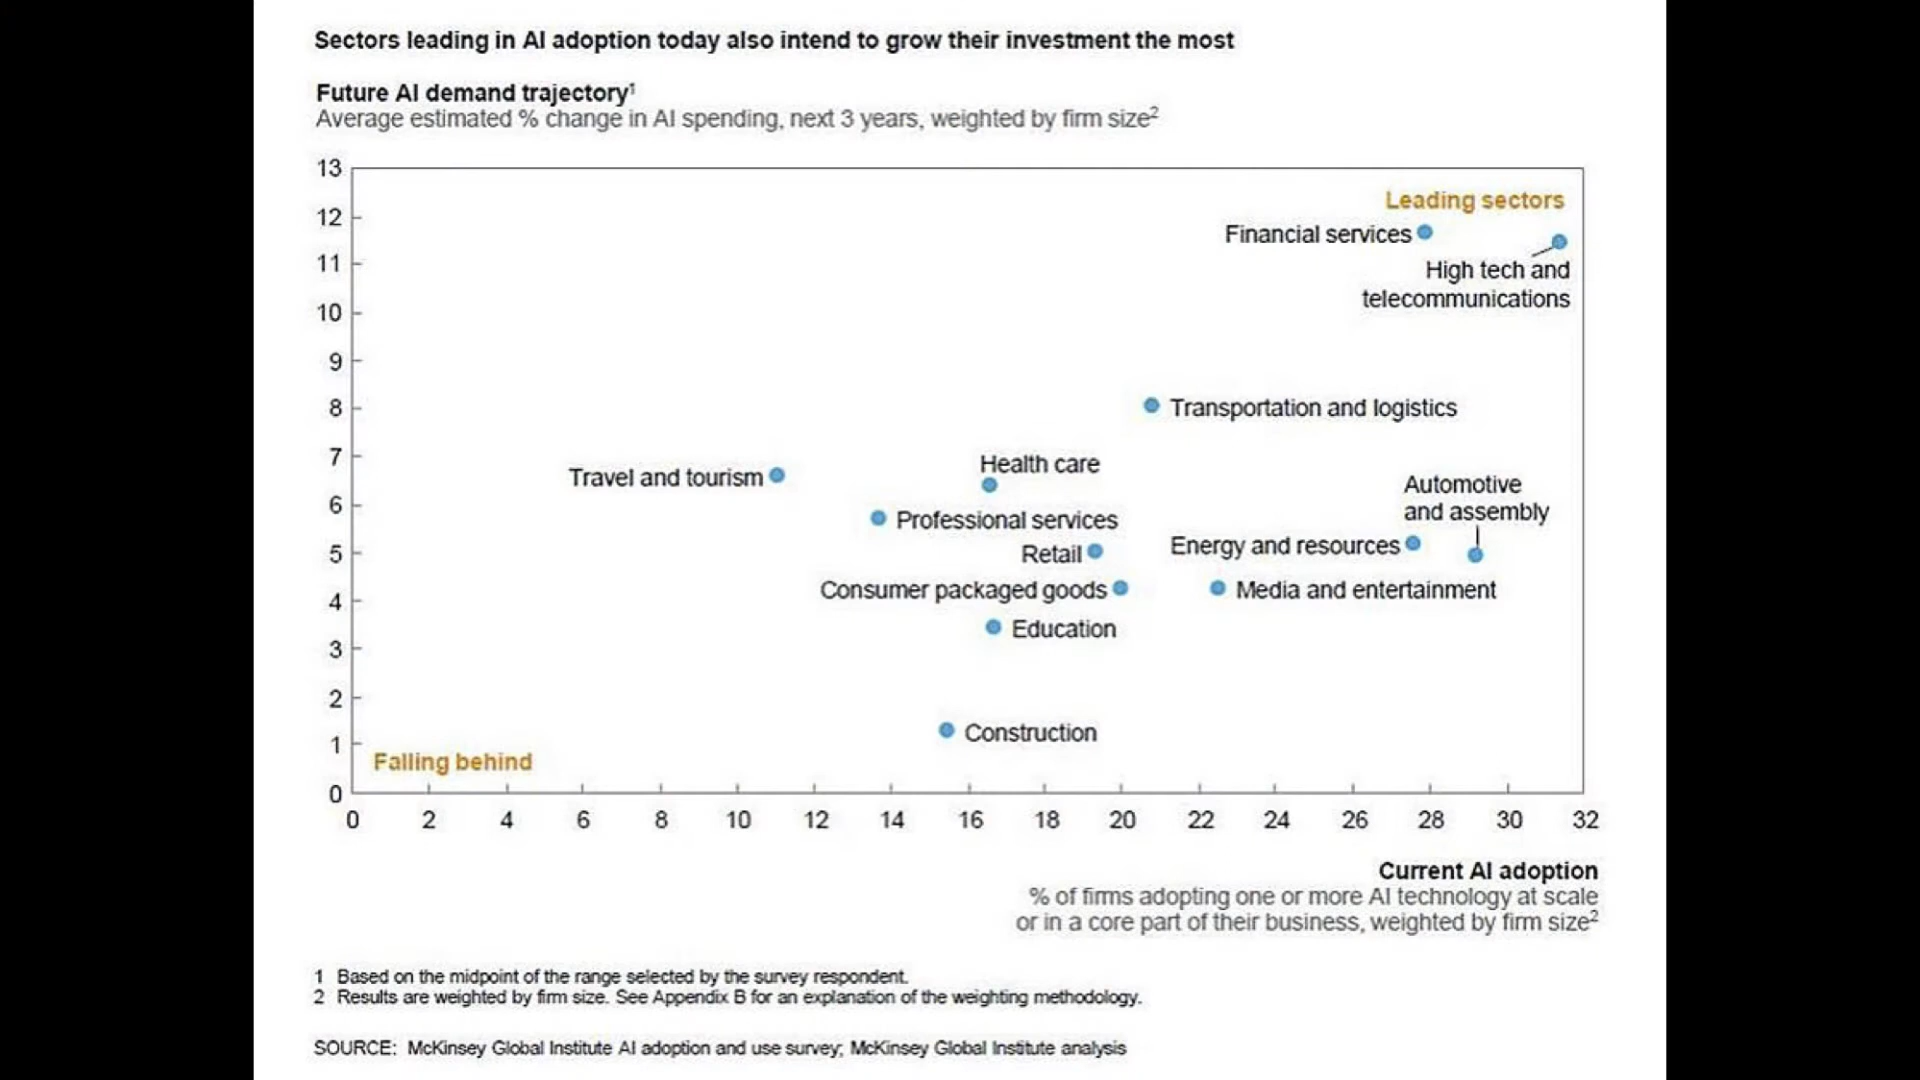 Sectors leading in AI adoption today also intend to grow their investment the most
Future AI demand trajectory¹
Average estimated % change in AI spending, next 3 years, weighted by firm size²
13
12
11
10
9
8
7
6
5
4
3
2
1
0
Leading sectors
Financial services
High tech and
telecommunications
Transportation and logistics
Health care
Travel and tourism
Automotive
and assembly
Professional services
Energy and resources
Retail
Consumer packaged goods
Media and entertainment
Education
Construction
Falling behind
0 2 4 6 8 10 12 14 16 18 20 22 24 26 28 30 32
Current AI adoption
% of firms adopting one or more AI technology at scale
or in a core part of their business, weighted by firm size²
1 Based on the midpoint of the range selected by the survey respondent.
2 Results are weighted by firm size. See Appendix B for an explanation of the weighting methodology.
SOURCE: McKinsey Global Institute AI adoption and use survey; McKinsey Global Institute analysis